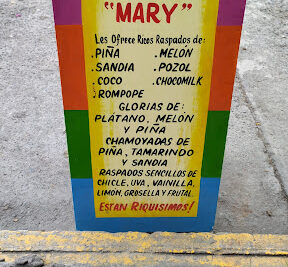 "MARY"
Les Ofrece Ricos Raspados de:
.PIÑA .MELÓN
.SANDIA .POZOL
.COCO .CHOCOMILK
.ROMPOPE
GLORIAS DE:
PLÁTANO, MELÓN
Y PIÑA
CHAMOYADAS DE
PIÑA, TAMARINDO
Y SANDIA
RASPADOS SENCILLOS DE
CHICLE, UVA, VAINILLA,
LIMON, GROSELLA Y FRUTAL.
ESTAN RIQUISIMOS!